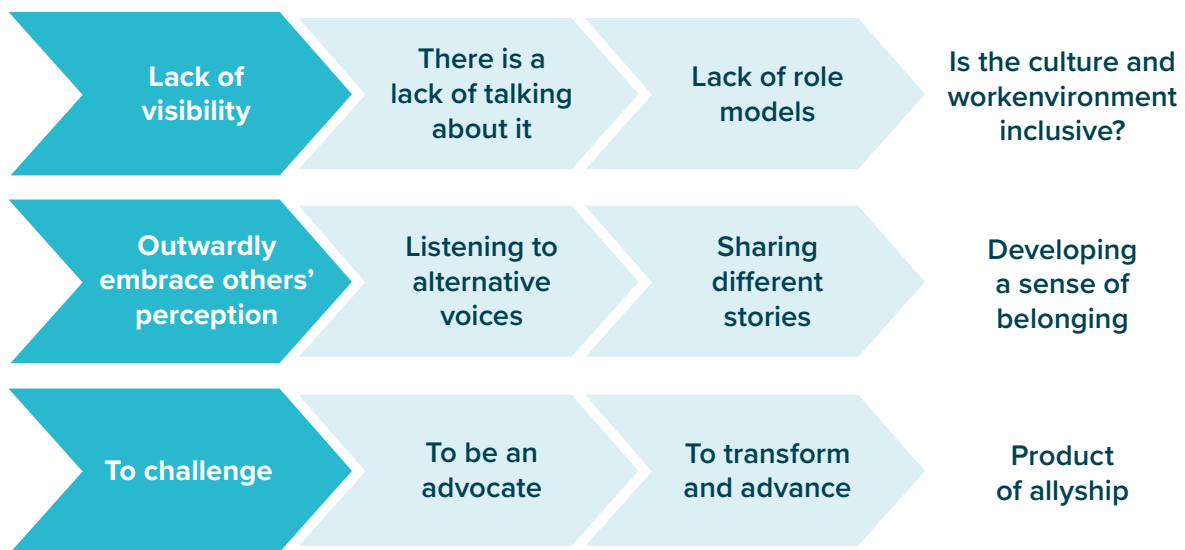 Lack of
visibility
There is a
lack of talking
about it
Lack of role
models
Is the culture and
workenvironment
inclusive?
Outwardly
embrace others’
perception
Listening to
alternative
voices
Sharing
different
stories
Developing
a sense of
belonging
To challenge
To be an
advocate
To transform
and advance
Product
of allyship